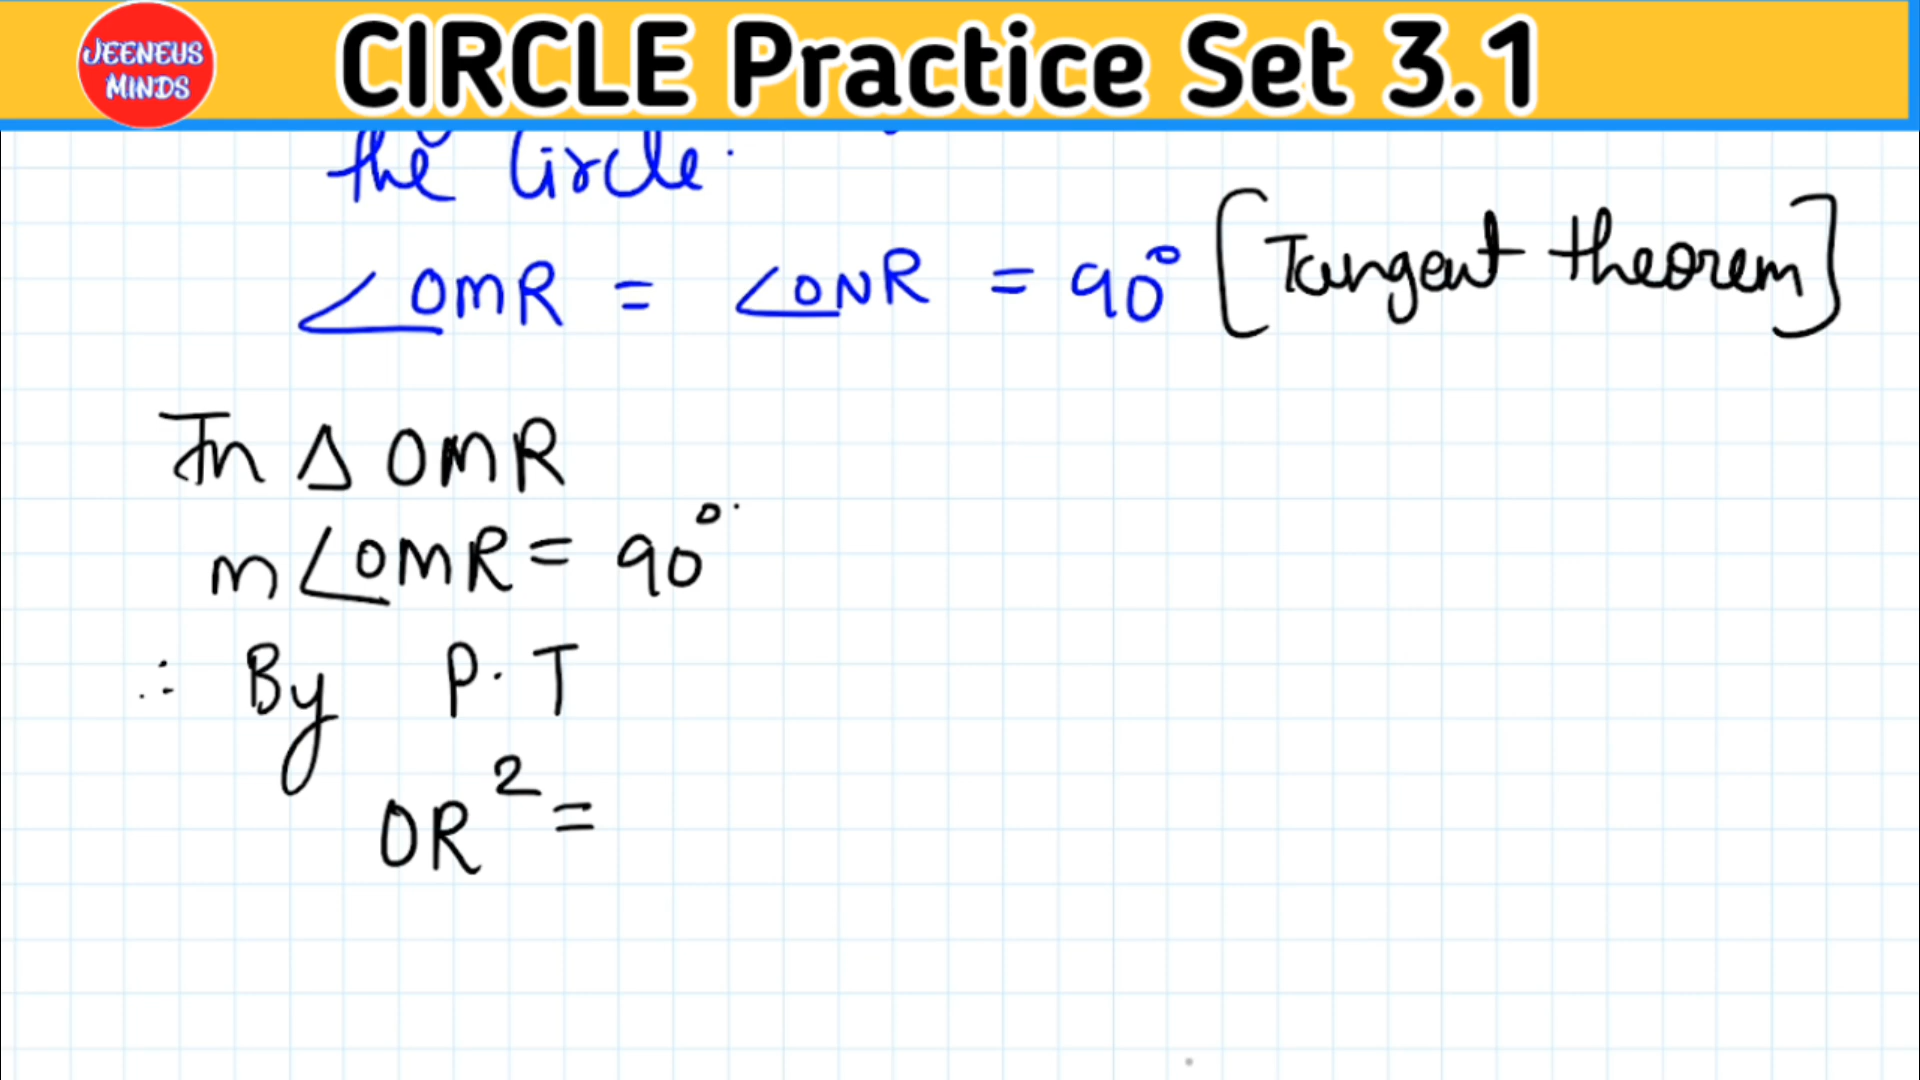 JEENEUS
MINDS
CIRCLE Practice Set 3.1
the Circle.
∠OMR = ∠ONR = 90° [Tangent theorem]
In Δ OMR
m∠OMR = 90°
∴ By P.T
OR² =